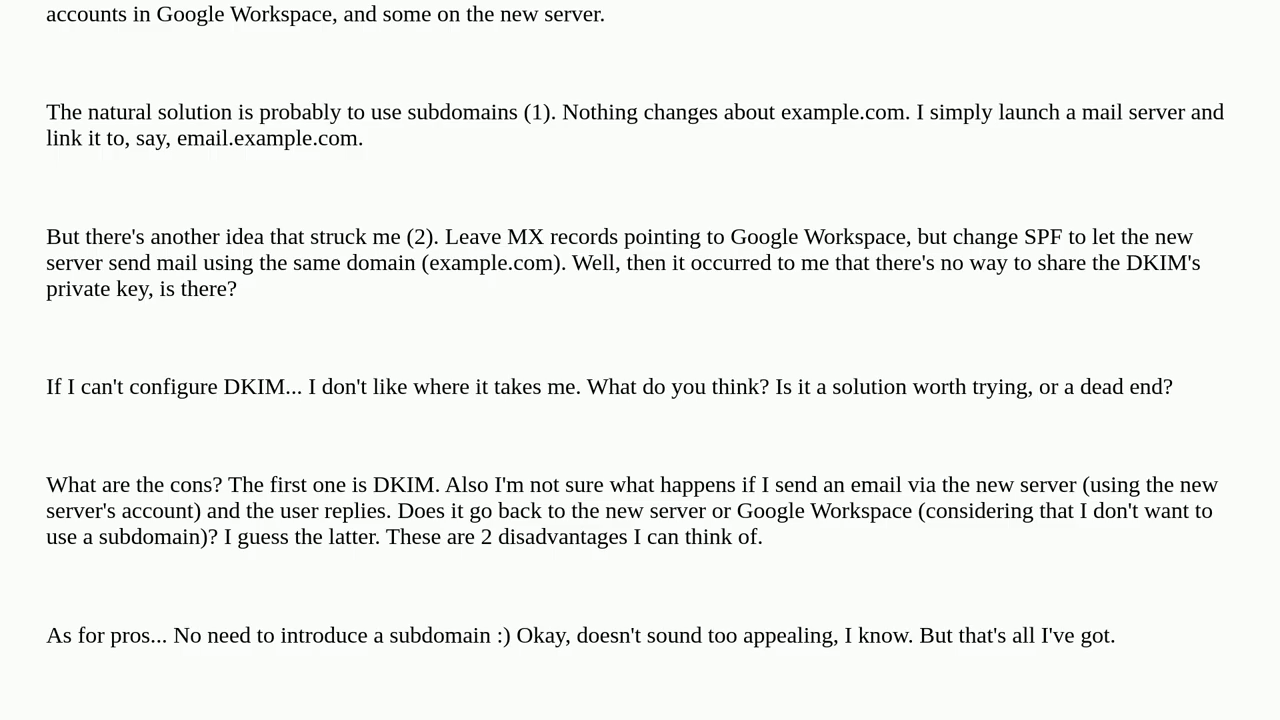 accounts in Google Workspace, and some on the new server.
The natural solution is probably to use subdomains (1). Nothing changes about example.com. I simply launch a mail server and
link it to, say, email.example.com.
But there's another idea that struck me (2). Leave MX records pointing to Google Workspace, but change SPF to let the new
server send mail using the same domain (example.com). Well, then it occurred to me that there's no way to share the DKIM's
private key, is there?
If I can't configure DKIM... I don't like where it takes me. What do you think? Is it a solution worth trying, or a dead end?
What are the cons? The first one is DKIM. Also I'm not sure what happens if I send an email via the new server (using the new
server's account) and the user replies. Does it go back to the new server or Google Workspace (considering that I don't want to
use a subdomain)? I guess the latter. These are 2 disadvantages I can think of.
As for pros... No need to introduce a subdomain :) Okay, doesn't sound too appealing, I know. But that's all I've got.